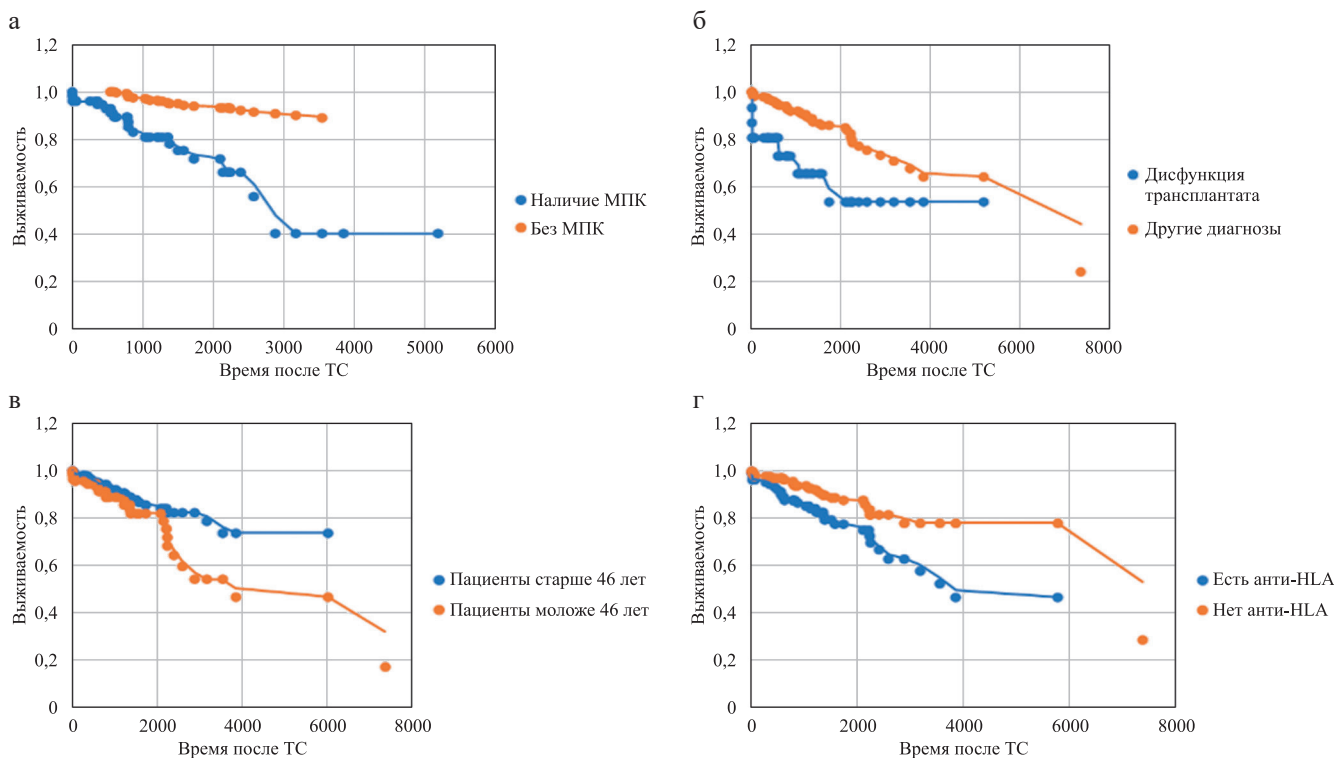 а
1,2
1,0
0,8
0,6
0,4
0,2
0
Выживаемость
0 1000 2000 3000 4000 5000 6000
Время после ТС
Наличие МПК
Без МПК
б
1,2
1,0
0,8
0,6
0,4
0,2
0
Выживаемость
0 2000 4000 6000 8000
Время после ТС
Дисфункция
трансплантата
Другие диагнозы
в
1,2
1,0
0,8
0,6
0,4
0,2
0
Выживаемость
0 2000 4000 6000 8000
Время после ТС
Пациенты старше 46 лет
Пациенты моложе 46 лет
г
1,2
1,0
0,8
0,6
0,4
0,2
0
Выживаемость
0 2000 4000 6000 8000
Время после ТС
Есть анти-HLA
Нет анти-HLA